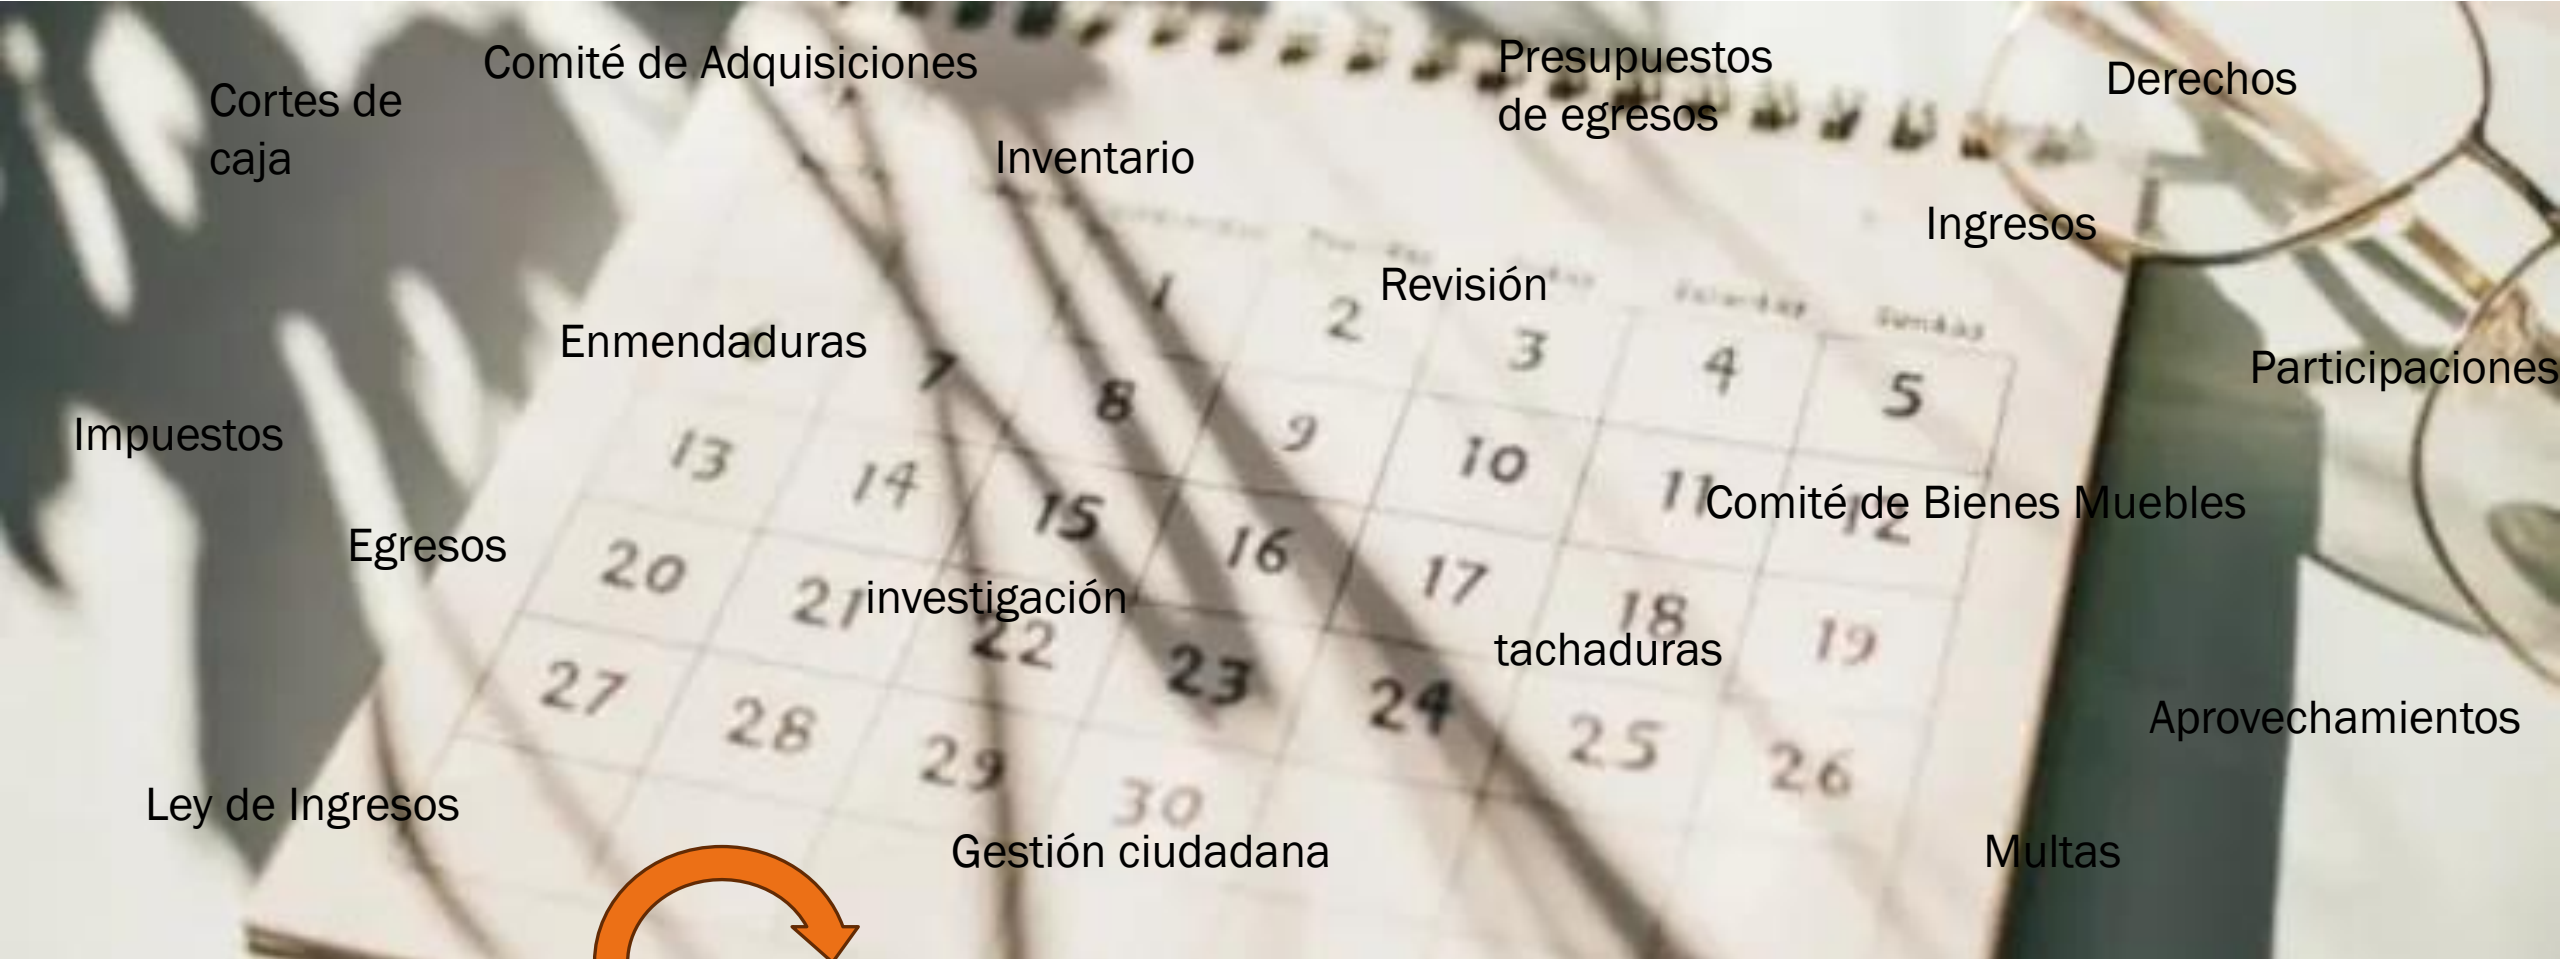 Comité de Adquisiciones
Presupuestos
de egresos
Derechos
Cortes de
caja
Inventario
Ingresos
Revisión
Enmendaduras
Participaciones
Impuestos
Comité de Bienes Muebles
Egresos
investigación
tachaduras
Aprovechamientos
Ley de Ingresos
Gestión ciudadana
Multas
1 2 3 4 5
7 8 9 10 11 12
13 14 15 16 17 18 19
20 21 22 23 24 25 26
27 28 29 30